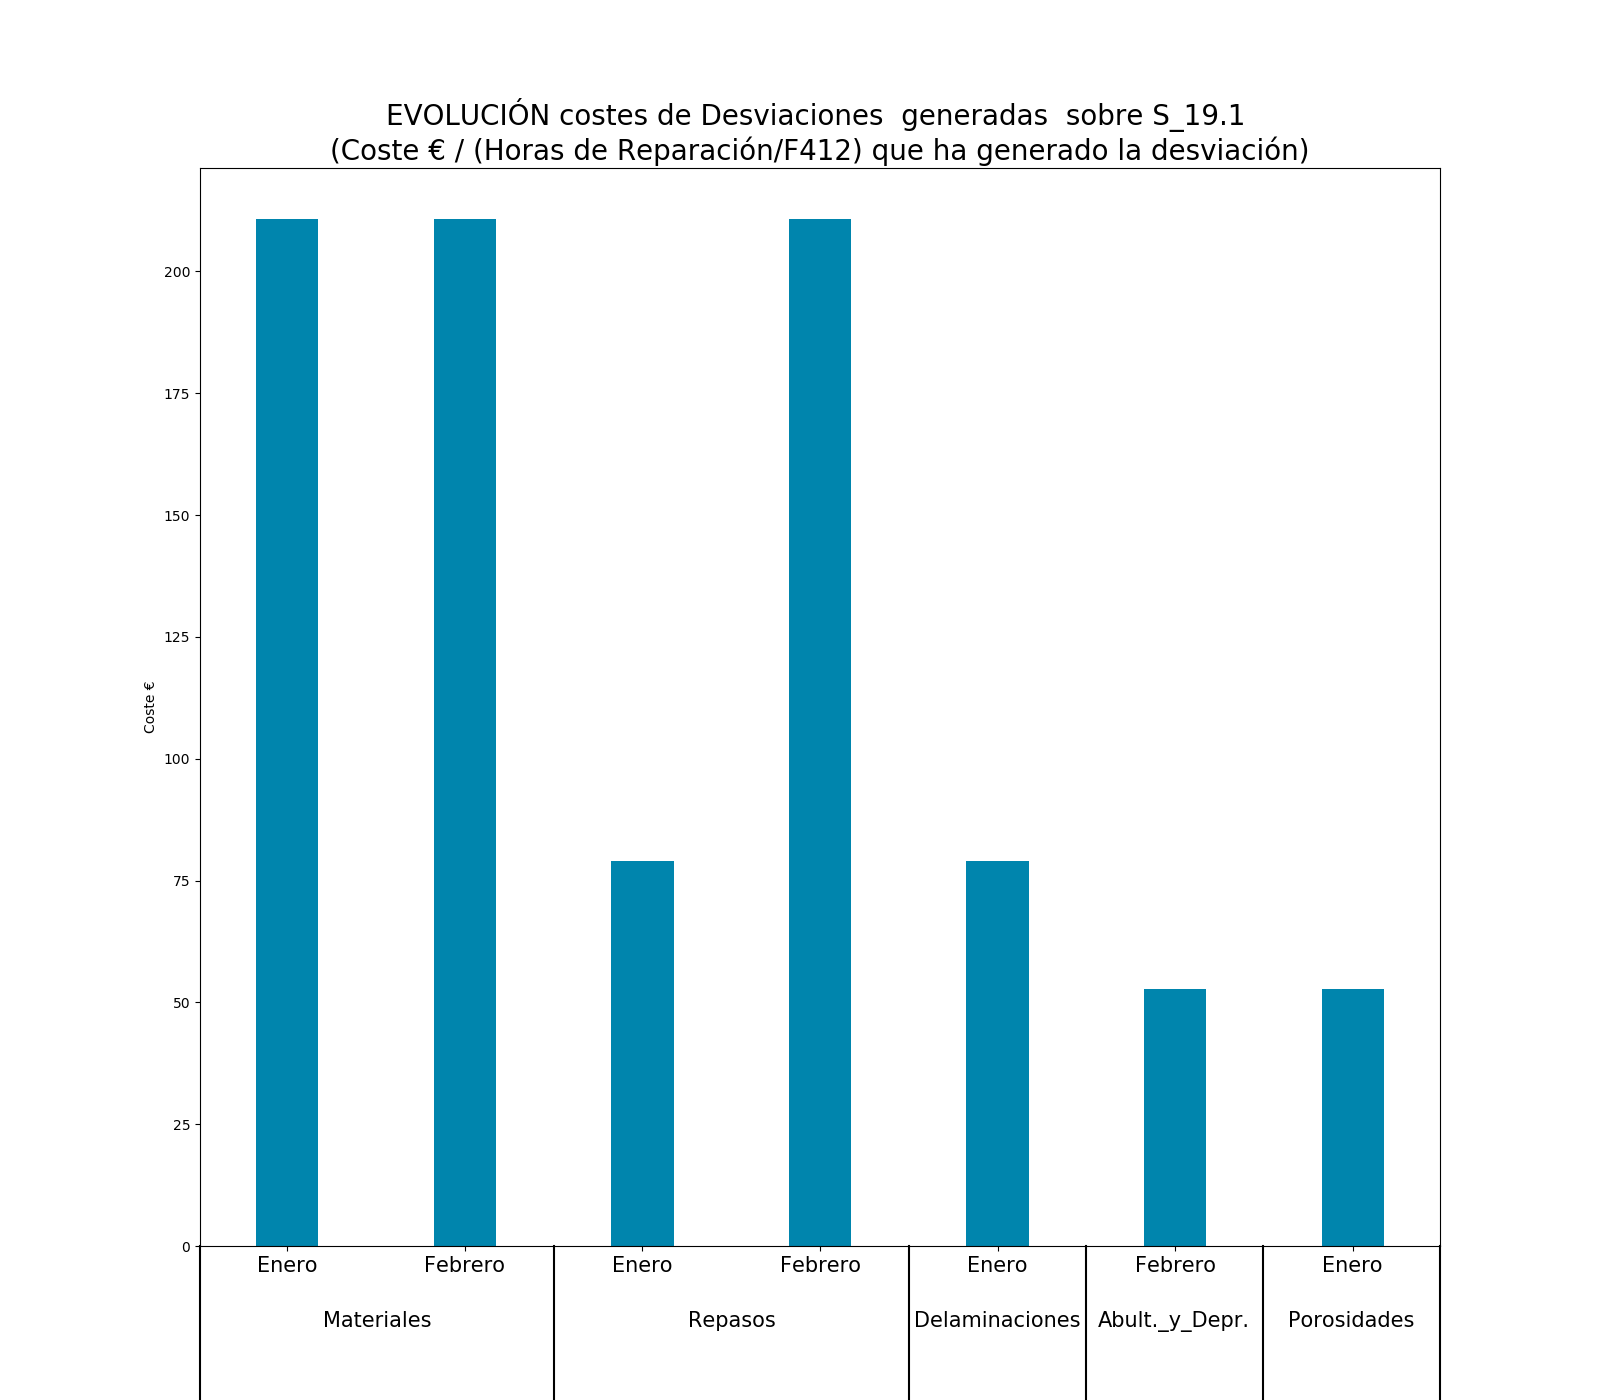 EVOLUCIÓN costes de Desviaciones  generadas  sobre S_19.1
(Coste € / (Horas de Reparación/F412) que ha generado la desviación)
200
175
150
125
100
75
50
25
0
Coste €
Enero Febrero Enero Febrero Enero Febrero Enero
Materiales Repasos Delaminaciones Abult._y_Depr. Porosidades